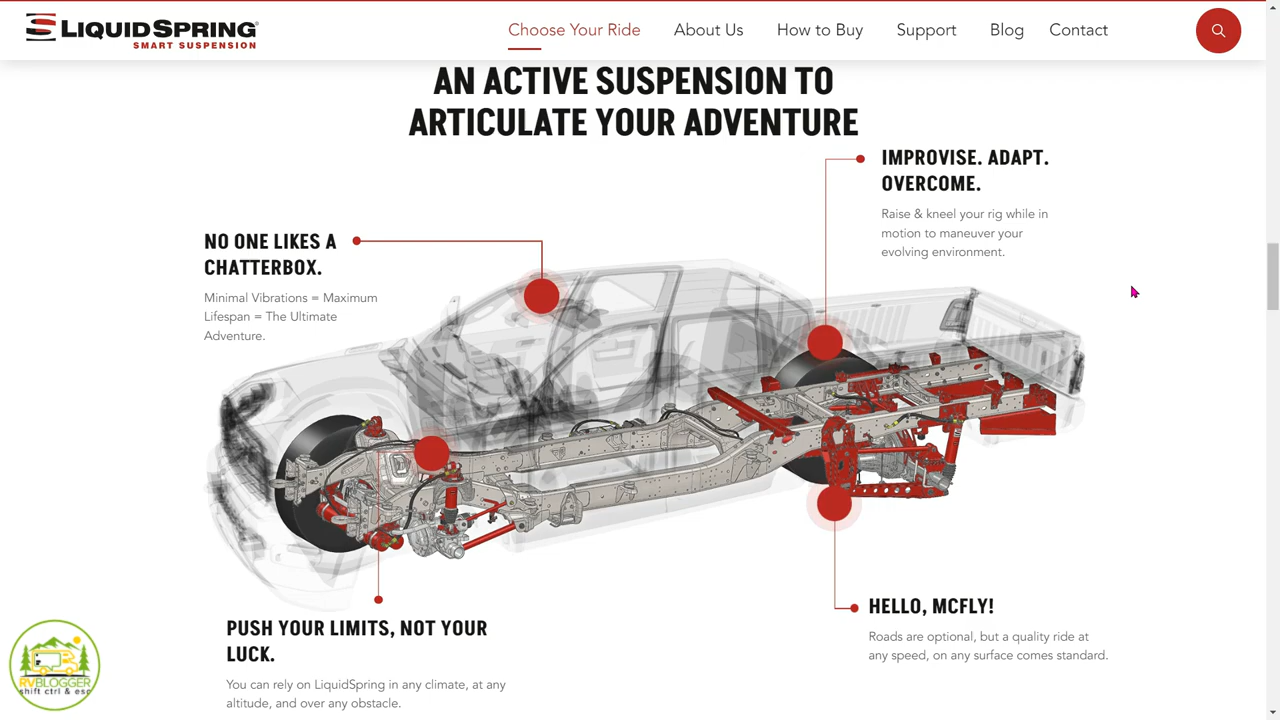 LIQUIDSPRING
SMART SUSPENSION
Choose Your Ride
About Us
How to Buy
Support
Blog
Contact
AN ACTIVE SUSPENSION TO
ARTICULATE YOUR ADVENTURE
IMPROVISE. ADAPT.
OVERCOME.
Raise & kneel your rig while in
motion to maneuver your
evolving environment.
NO ONE LIKES A
CHATTERBOX.
Minimal Vibrations = Maximum
Lifespan = The Ultimate
Adventure.
HELLO, MCFLY!
Roads are optional, but a quality ride at
any speed, on any surface comes standard.
PUSH YOUR LIMITS, NOT YOUR
LUCK.
You can rely on LiquidSpring in any climate, at any
altitude, and over any obstacle.
RVBLOGGER
shift ctrl & esc